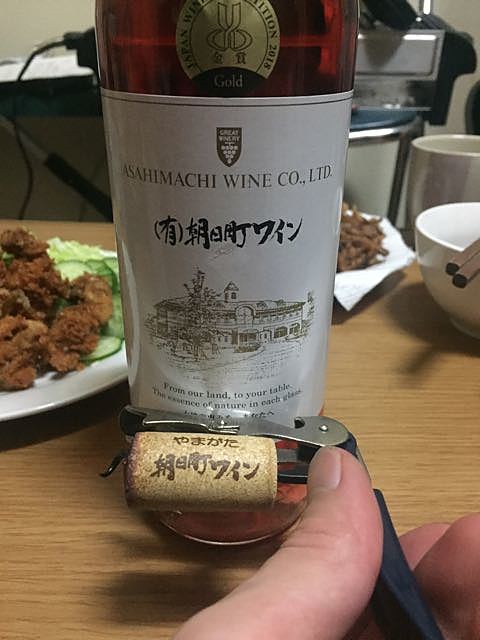 JAPAN WINE COMPETITION 2018
金賞
Gold
GREAT
WINERY
ASAHIMACHI WINE CO., LTD.
(有)朝日町ワイン
From our land, to your table.
The essence of nature in each glass.
やまがた
朝日町ワイン